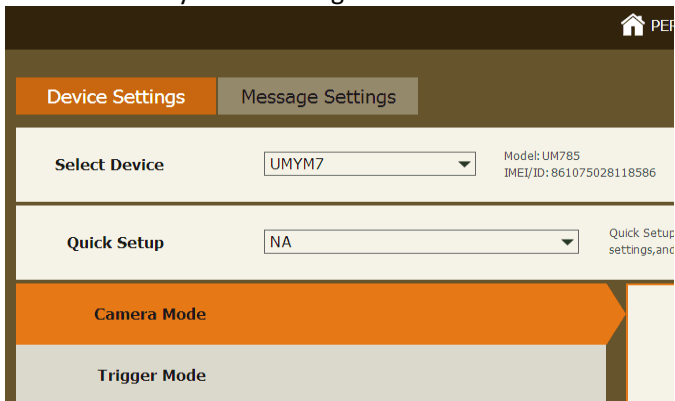 PER
Device Settings
Message Settings
Select Device
UMYM7
Model: UM785
IMEI/ID: 861075028118586
Quick Setup
NA
Quick Setup
settings,and
Camera Mode
Trigger Mode